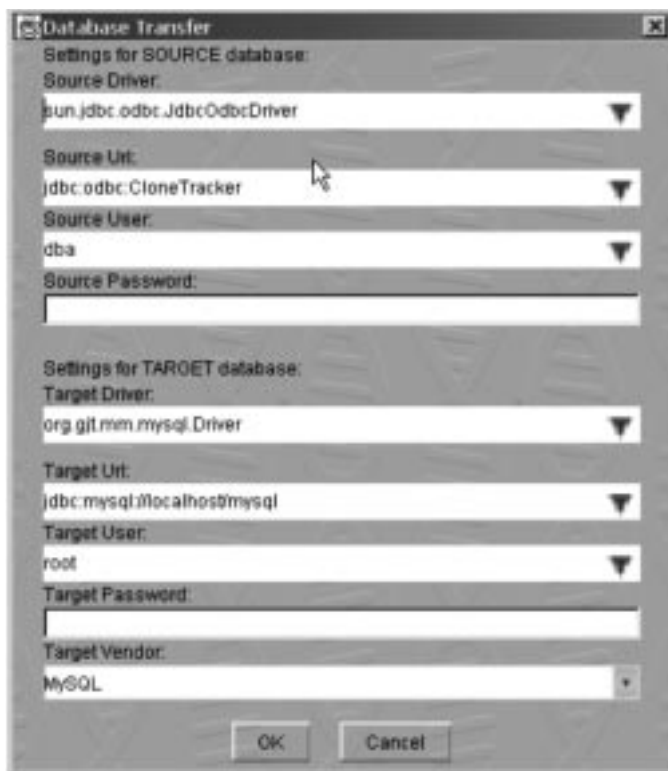 Database Transfer
Settings for SOURCE database:
Source Driver:
sun.jdbc.odbc.JdbcOdbcDriver
Source Url:
jdbc:odbc:CloneTracker
Source User:
dba
Source Password:
Settings for TARGET database:
Target Driver:
org.gjt.mm.mysql.Driver
Target Url:
jdbc:mysql://localhost/mysql
Target User:
root
Target Password:
Target Vendor:
MySQL
OK
Cancel